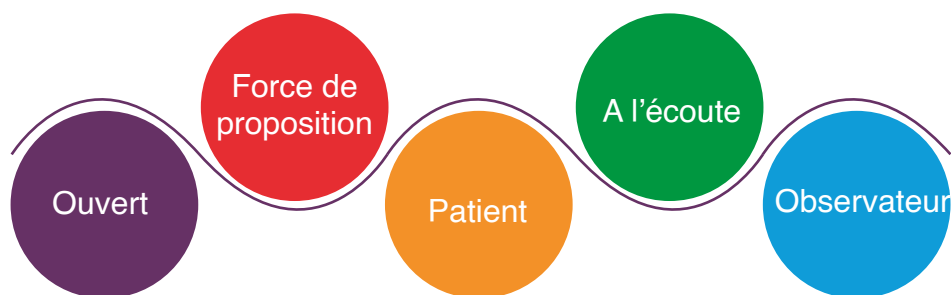 Ouvert
Force de
proposition
Patient
A l’écoute
Observateur